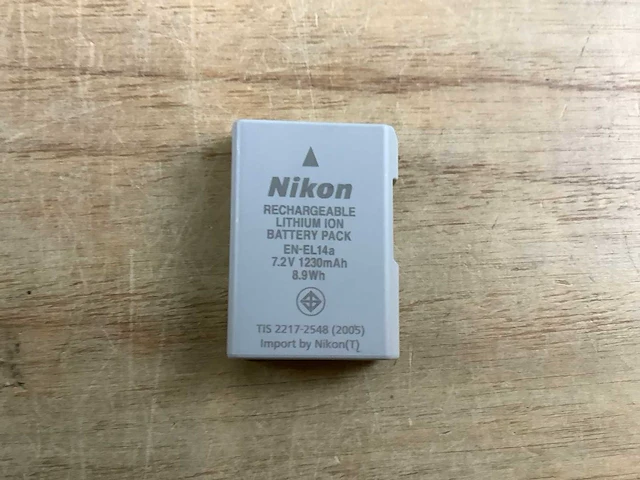 Nikon
RECHARGEABLE
LITHIUM ION
BATTERY PACK
EN-EL14a
7.2V 1230mAh
8.9Wh
TIS 2217-2548 (2005)
Import by Nikon(T)